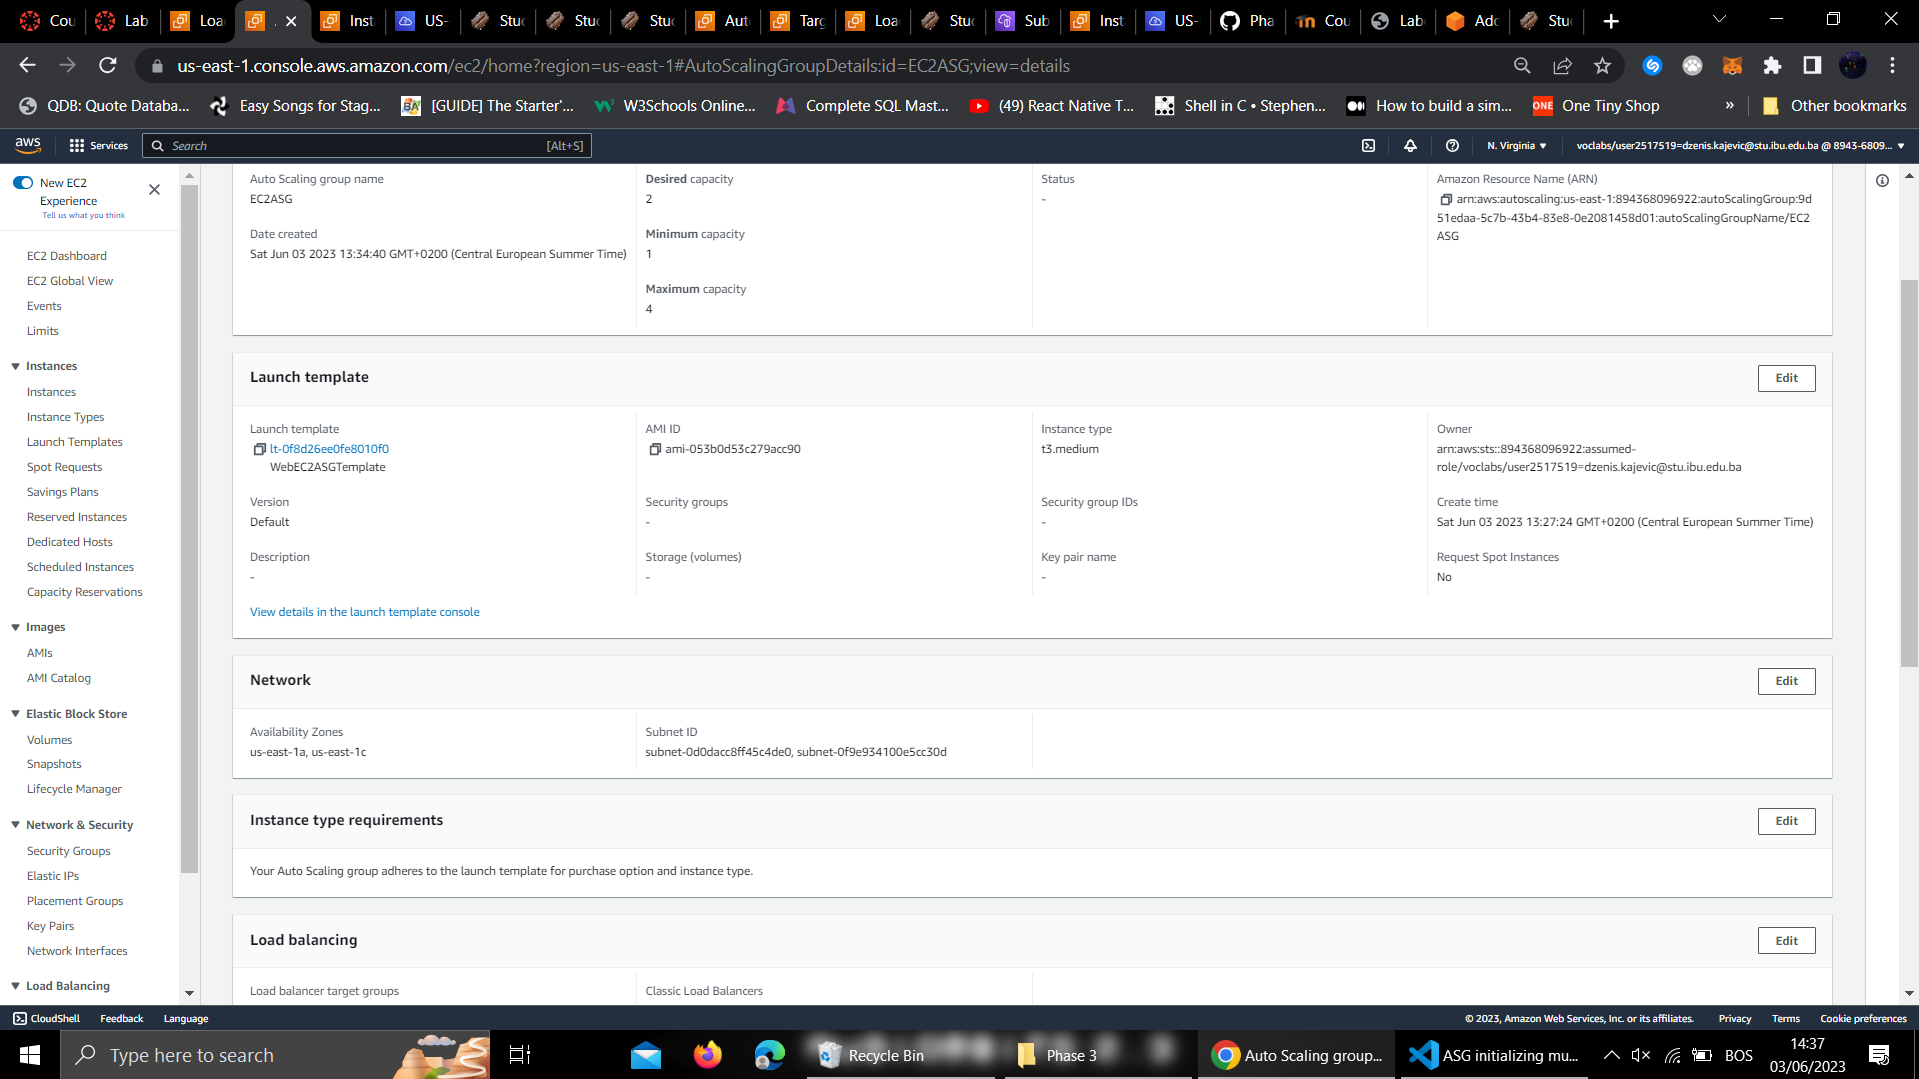 Cou
Lab
Loa
.
Inst
US-
Stuc
Stuc
Stuc
Auto
Targ
Loa
Stuc
Sub
Inst
US-
Pha
Cou
Lab
Adc
Stuc
us-east-1.console.aws.amazon.com/ec2/home?region=us-east-1#AutoScalingGroupDetails:id=EC2ASG;view=details
QDB: Quote Databa...
Easy Songs for Stag...
[GUIDE] The Starter'...
W3Schools Online...
Complete SQL Mast...
(49) React Native T...
Shell in C • Stephen...
How to build a sim...
ONE
One Tiny Shop
»
Other bookmarks
aws
Services
Search
[Alt+S]
N. Virginia
voclabs/user2517519=dzenis.kajevic@stu.ibu.edu.ba @ 8943-6809...
New EC2
Experience
Tell us what you think
EC2 Dashboard
EC2 Global View
Events
Limits
Instances
Instances
Instance Types
Launch Templates
Spot Requests
Savings Plans
Reserved Instances
Dedicated Hosts
Scheduled Instances
Capacity Reservations
Images
AMIs
AMI Catalog
Elastic Block Store
Volumes
Snapshots
Lifecycle Manager
Network & Security
Security Groups
Elastic IPs
Placement Groups
Key Pairs
Network Interfaces
Load Balancing
Auto Scaling group name
EC2ASG
Date created
Sat Jun 03 2023 13:34:40 GMT+0200 (Central European Summer Time)
Desired capacity
2
Minimum capacity
1
Maximum capacity
4
Status
-
Amazon Resource Name (ARN)
arn:aws:autoscaling:us-east-1:894368096922:autoScalingGroup:9d
51edaa-5c7b-43b4-83e8-0e2081458d01:autoScalingGroupName/EC2
ASG
Launch template
Edit
Launch template
lt-0f8d26ee0fe8010f0
WebEC2ASGTemplate
AMI ID
ami-053b0d53c279acc90
Instance type
t3.medium
Owner
arn:aws:sts::894368096922:assumed-
role/voclabs/user2517519=dzenis.kajevic@stu.ibu.edu.ba
Version
Default
Security groups
-
Security group IDs
-
Create time
Sat Jun 03 2023 13:27:24 GMT+0200 (Central European Summer Time)
Description
-
Storage (volumes)
-
Key pair name
-
Request Spot Instances
No
View details in the launch template console
Network
Edit
Availability Zones
us-east-1a, us-east-1c
Subnet ID
subnet-0d0dacc8ff45c4de0, subnet-0f9e934100e5cc30d
Instance type requirements
Edit
Your Auto Scaling group adheres to the launch template for purchase option and instance type.
Load balancing
Edit
Load balancer target groups
Classic Load Balancers
CloudShell
Feedback
Language
© 2023, Amazon Web Services, Inc. or its affiliates.
Privacy
Terms
Cookie preferences
Type here to search
Recycle Bin
Phase 3
Auto Scaling group...
ASG initializing mu...
BOS
14:37
03/06/2023